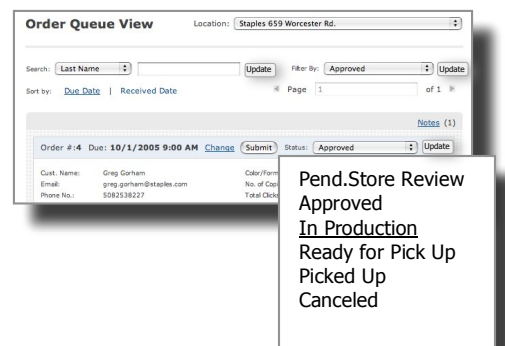 Order Queue View Location: Staples 659 Worcester Rd.
Search: Last Name Update Filter By: Approved Update
Sort by: Due Date | Received Date Page 1 of 1
Notes (1)
Order #:4 Due: 10/1/2005 9:00 AM Change Submit Status: Approved Update
Cust. Name: Greg Gorham Color/Form
Email: greg.gorham@staples.com No. of Copi
Phone No.: 5082538227 Total Clicks
Pend.Store Review
Approved
In Production
Ready for Pick Up
Picked Up
Canceled